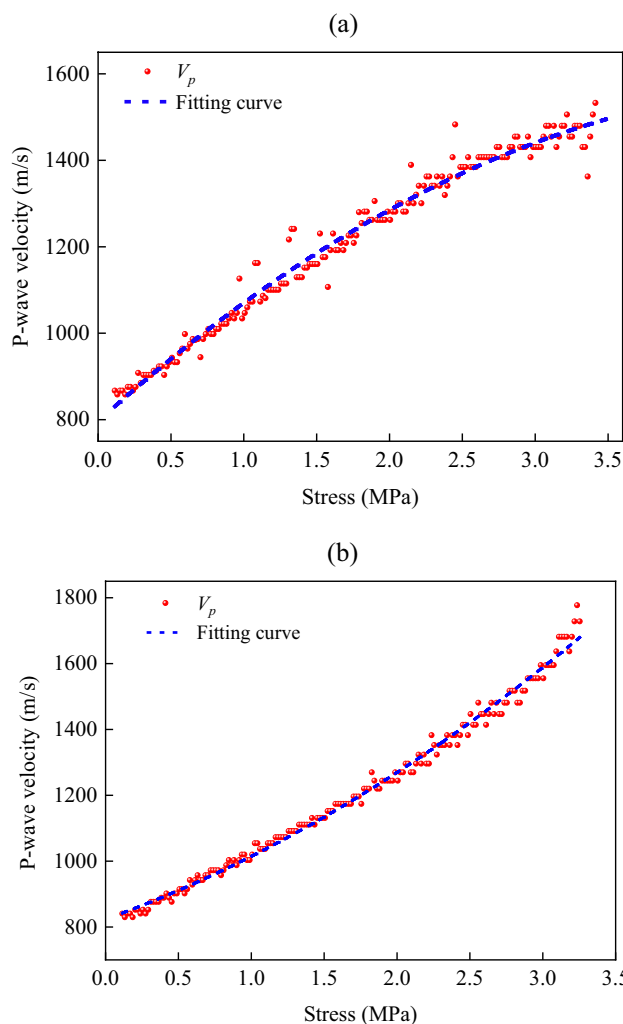 (a)
1600
1400
1200
1000
800
P-wave velocity (m/s)
V_p
Fitting curve
0.0 0.5 1.0 1.5 2.0 2.5 3.0 3.5
Stress (MPa)
(b)
1800
1600
1400
1200
1000
800
P-wave velocity (m/s)
V_p
Fitting curve
0.0 0.5 1.0 1.5 2.0 2.5 3.0 3.5
Stress (MPa)